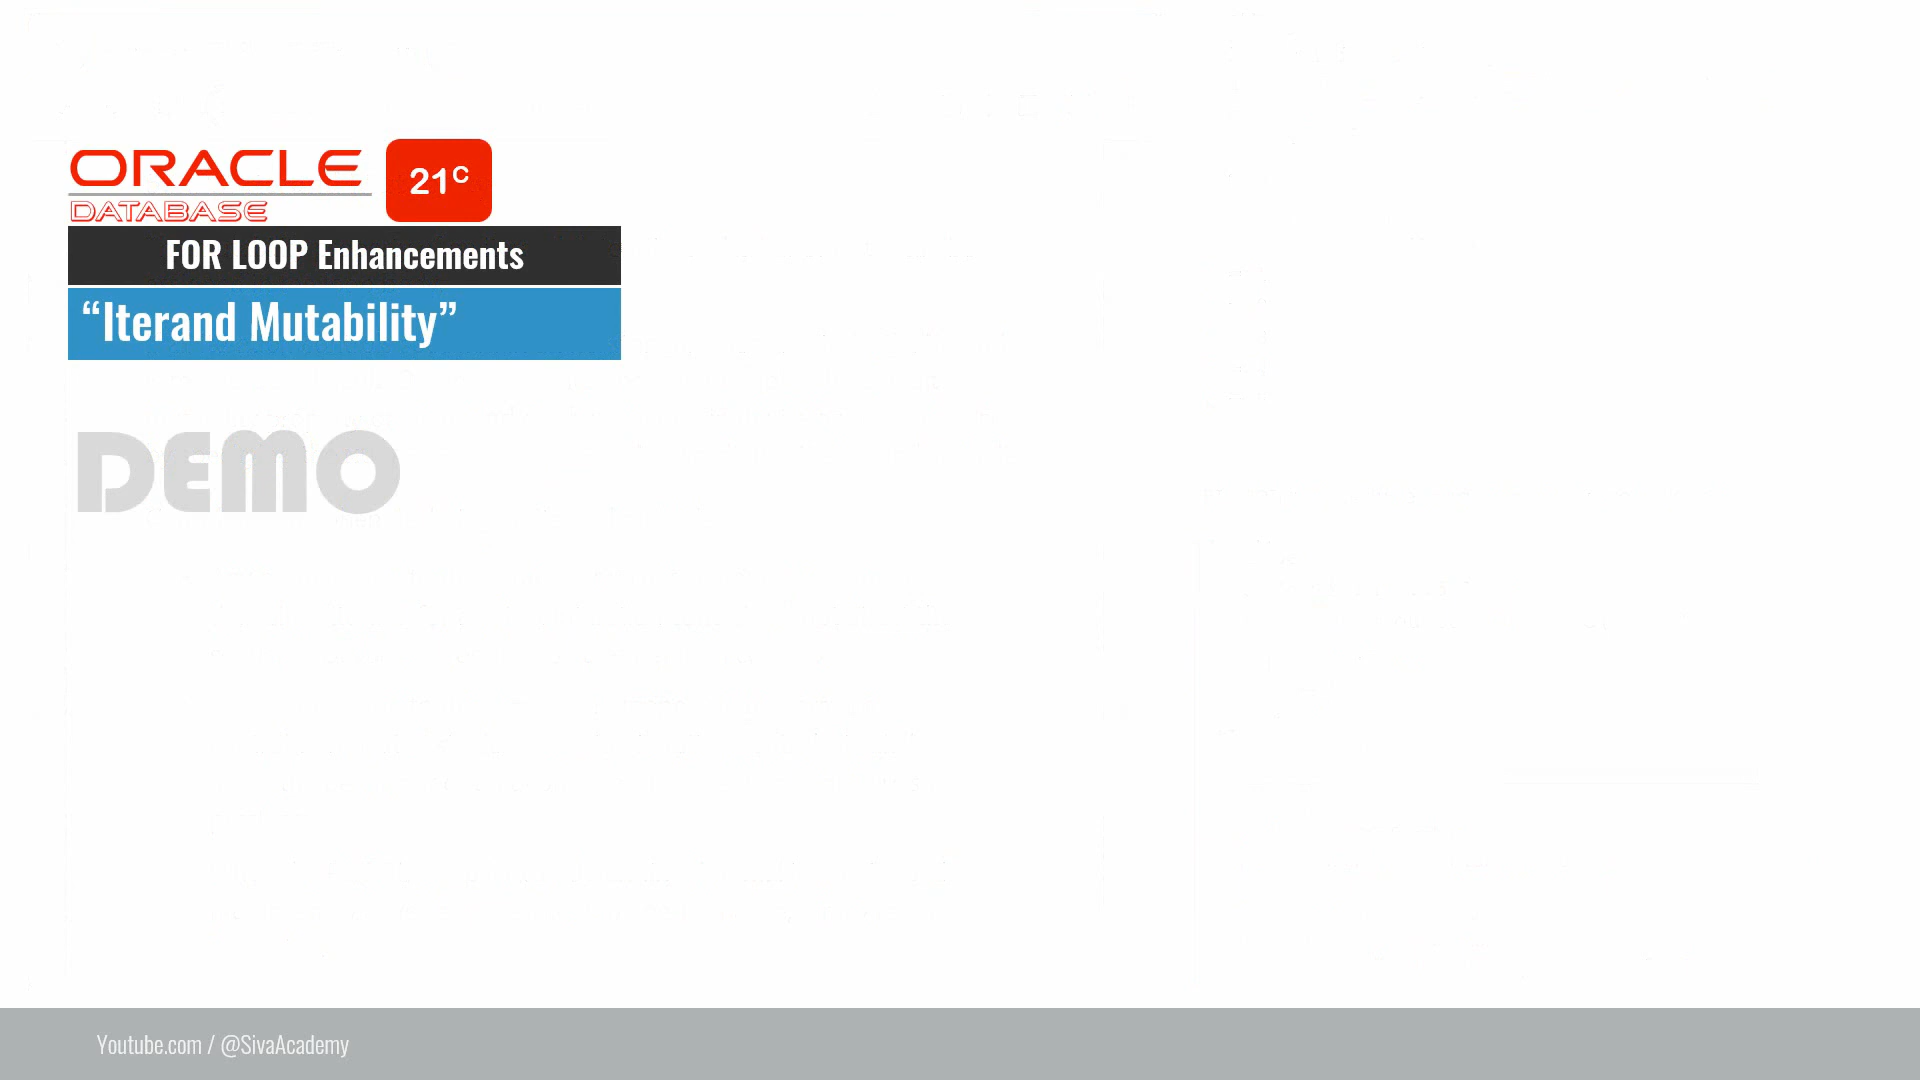 ORACLE
DATABASE
21c
FOR LOOP Enhancements
“Iterand Mutability”
DEMO
Youtube.com / @SivaAcademy